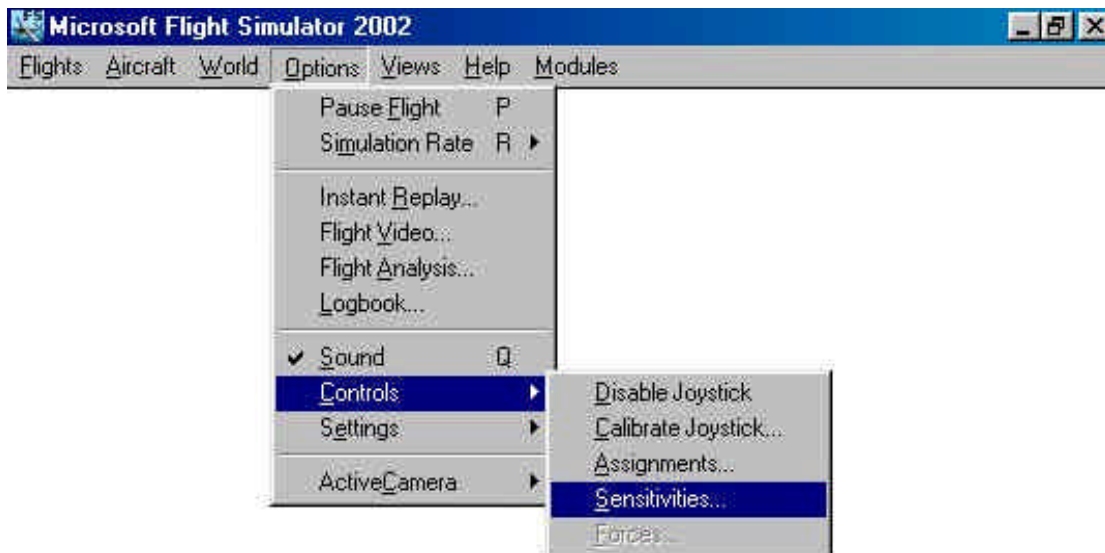 Microsoft Flight Simulator 2002
Flights Aircraft World Options Views Help Modules
Pause Flight P
Simulation Rate R
Instant Replay...
Flight Video...
Flight Analysis...
Logbook...
Sound Q
Controls
Settings
ActiveCamera
Disable Joystick
Calibrate Joystick...
Assignments...
Sensitivities...
Forces...